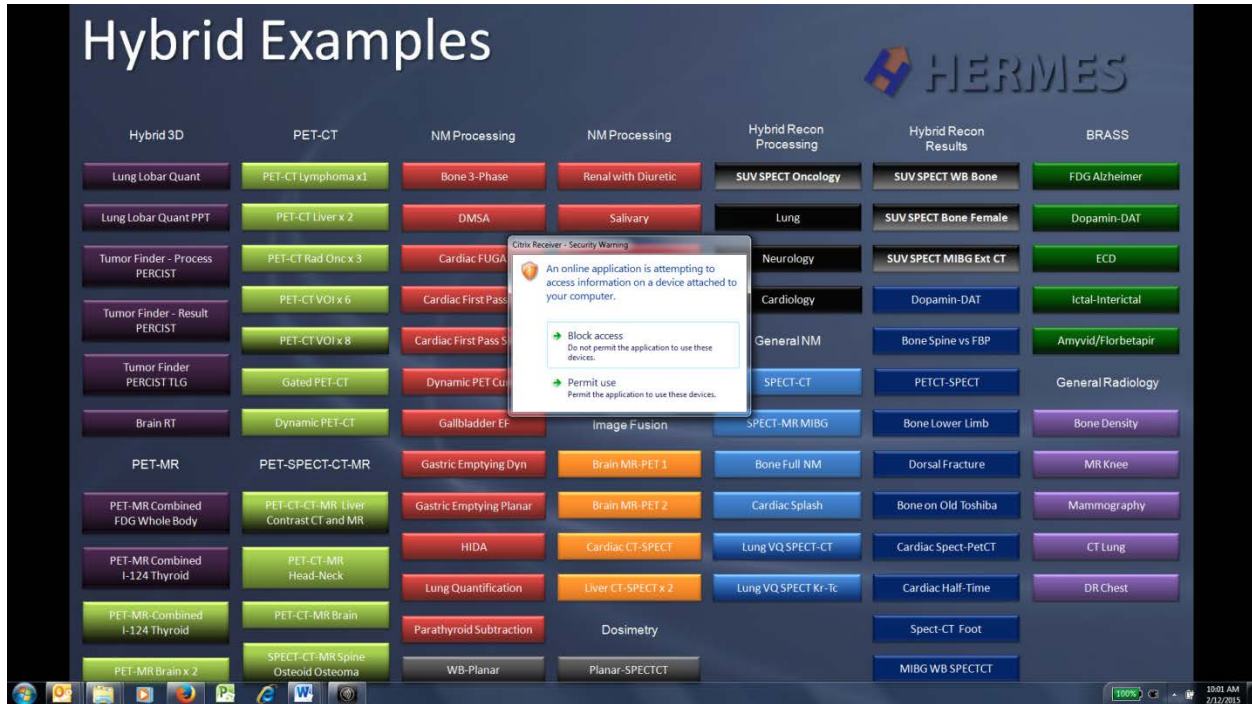 Hybrid Examples
HERMES
Hybrid 3D
Lung Lobar Quant
Lung Lobar Quant PPT
Tumor Finder - Process
PERCIST
Tumor Finder - Result
PERCIST
Tumor Finder
PERCIST TLG
Brain RT
PET-MR
PET-MR Combined
FDG Whole Body
PET-MR Combined
I-124 Thyroid
PET-MR-Combined
I-124 Thyroid
PET-MR Brain x 2
PET-CT
PET-CT Lymphoma x1
PET-CT Liver x 2
PET-CT Rad Onc x 3
PET-CT VOI x 6
PET-CT VOI x 8
Gated PET-CT
Dynamic PET-CT
PET-SPECT-CT-MR
PET-CT-CT-MR Liver
Contrast CT and MR
PET-CT-MR
Head-Neck
PET-CT-MR Brain
SPECT-CT-MR Spine
Osteoid Osteoma
NM Processing
Bone 3-Phase
DMSA
Cardiac FUGA
Cardiac First Pass
Cardiac First Pass
Dynamic PET
Gallbladder EF
Gastric Emptying Dyn
Gastric Emptying Planar
HIDA
Lung Quantification
Parathyroid Subtraction
WB-Planar
NM Processing
Renal with Diuretic
Salivary
Citrix Receiver - Security Warning
An online application is attempting to
access information on a device attached to
your computer.
Block access
Do not permit the application to use these
devices.
Permit use
Permit the application to use these devices.
Image Fusion
Brain MR-PET 1
Brain MR-PET 2
Cardiac CT-SPECT
Liver CT-SPECT x 2
Dosimetry
Planar-SPECTCT
Hybrid Recon
Processing
SUV SPECT Oncology
Lung
Neurology
Cardiology
General NM
SPECT-CT
SPECT-MR MIBG
Bone Full NM
Cardiac Splash
Lung VQ SPECT-CT
Lung VQ SPECT Kr-Tc
Hybrid Recon
Results
SUV SPECT WB Bone
SUV SPECT Bone Female
SUV SPECT MIBG Ext CT
Dopamin-DAT
Bone Spine vs FBP
PETCT-SPECT
Bone Lower Limb
Dorsal Fracture
Bone on Old Toshiba
Cardiac Spect-PetCT
Cardiac Half-Time
Spect-CT Foot
MIBG WB SPECTCT
BRASS
FDG Alzheimer
Dopamin-DAT
ECD
Ictal-Interictal
Amyvid/Florbetapir
General Radiology
Bone Density
MR Knee
Mammography
CT Lung
DR Chest
100%
10:01 AM
2/12/2015